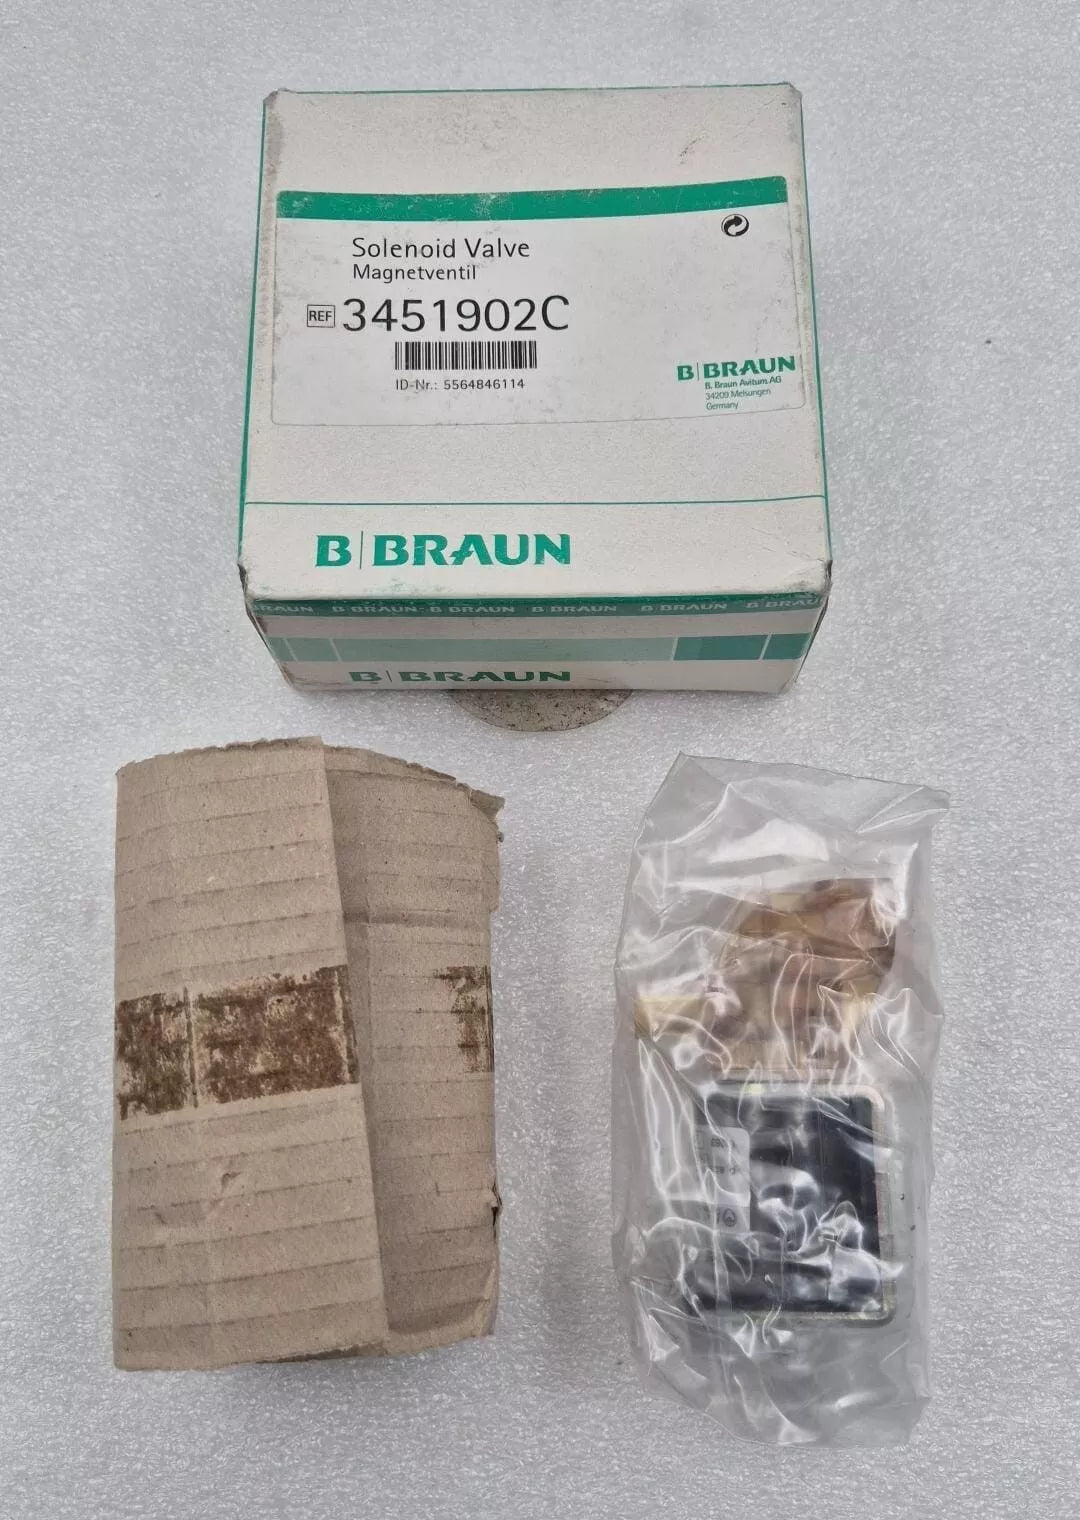 Solenoid Valve
Magnetventil
REF 3451902C
ID-Nr.: 5564846114
B|BRAUN
B. Braun Avitum AG
34209 Melsungen
Germany
B|BRAUN
BRAUN B BRAUN B BRAUN B BRAUN B BRAUN B BRAU
B|BRAUN